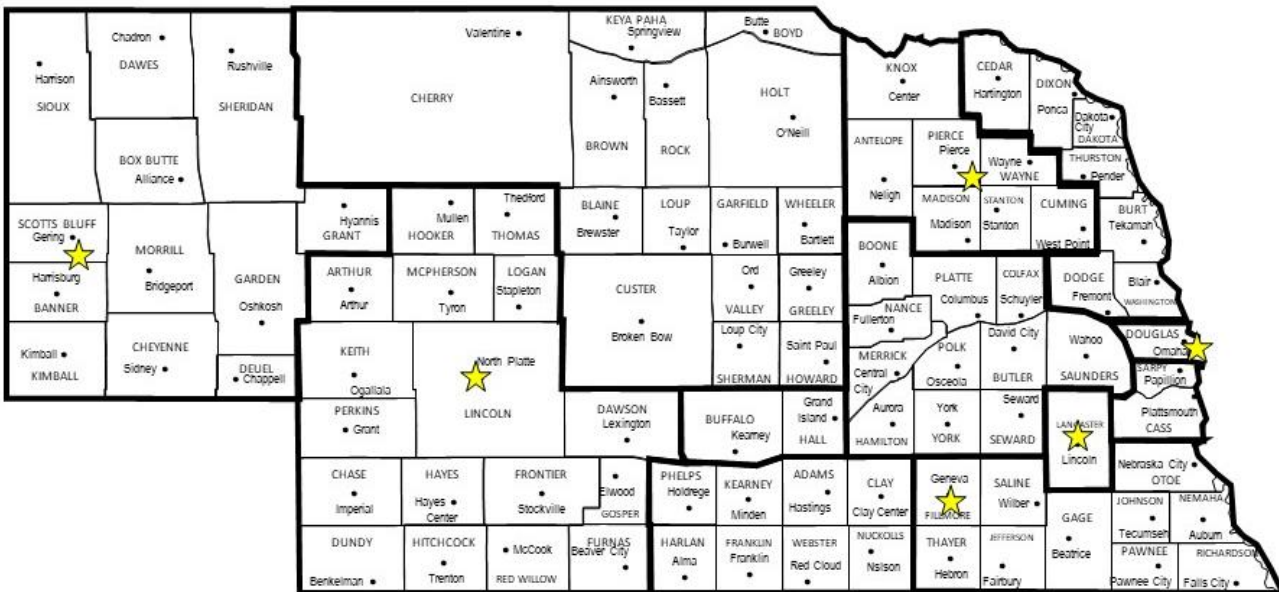 Chadron
DAWES
Harrison
SIOUX
Rushville
SHERIDAN
BOX BUTTE
Alliance
SCOTTS BLUFF
Gering
Harrisburg
BANNER
MORRILL
Bridgeport
GARDEN
Oshkosh
Kimball
KIMBALL
CHEYENNE
Sidney
DEUEL
Chappell
Valentine
CHERRY
KEYA PAHA
Springview
Butte
BOYD
Ainsworth
BROWN
Bassett
ROCK
HOLT
O'Neill
Hyannis
GRANT
Mullen
HOOKER
Thedford
THOMAS
BLAINE
Brewster
LOUP
Taylor
GARFIELD
Burwell
WHEELER
Bartlett
ARTHUR
Arthur
MCPHERSON
Tyron
LOGAN
Stapleton
CUSTER
Broken Bow
Ord
VALLEY
Greeley
GREELEY
Loup City
SHERMAN
Saint Paul
HOWARD
KEITH
Ogallala
North Platte
LINCOLN
PERKINS
Grant
DAWSON
Lexington
BUFFALO
Kearney
Grand
Island
HALL
CHASE
Imperial
HAYES
Hayes
Center
FRONTIER
Stockville
Elwood
GOSPER
PHELPS
Holdrege
KEARNEY
Minden
ADAMS
Hastings
CLAY
Clay Center
DUNDY
Benkelman
HITCHCOCK
Trenton
McCook
RED WILLOW
FURNAS
Beaver City
HARLAN
Alma
FRANKLIN
Franklin
WEBSTER
Red Cloud
NUCKOLLS
Nslson
KNOX
Center
CEDAR
Hartington
DIXON
Ponca
Dakota
City
DAKOTA
ANTELOPE
Neligh
PIERCE
Pierce
Wayne
WAYNE
THURSTON
Pender
MADISON
Madison
STANTON
Stanton
CUMING
West Point
BURT
Tekamah
BOONE
Albion
PLATTE
Columbus
COLFAX
Schuyler
DODGE
Fremont
Blair
WASHINGTON
NANCE
Fullerton
MERRICK
Central
City
POLK
Osceola
David City
BUTLER
Wahoo
SAUNDERS
DOUGLAS
Omaha
SARPY
Papillion
Aurora
HAMILTON
York
YORK
Seward
SEWARD
LANCASTER
Lincoln
Plattsmouth
CASS
Geneva
FILLMORE
SALINE
Wilber
Nebraska City
OTOE
GAGE
Beatrice
JOHNSON
Tecumseh
NEMAHA
Auburn
THAYER
Hebron
JEFFERSON
Fairbury
PAWNEE
Pawnee City
RICHARDSON
Falls City